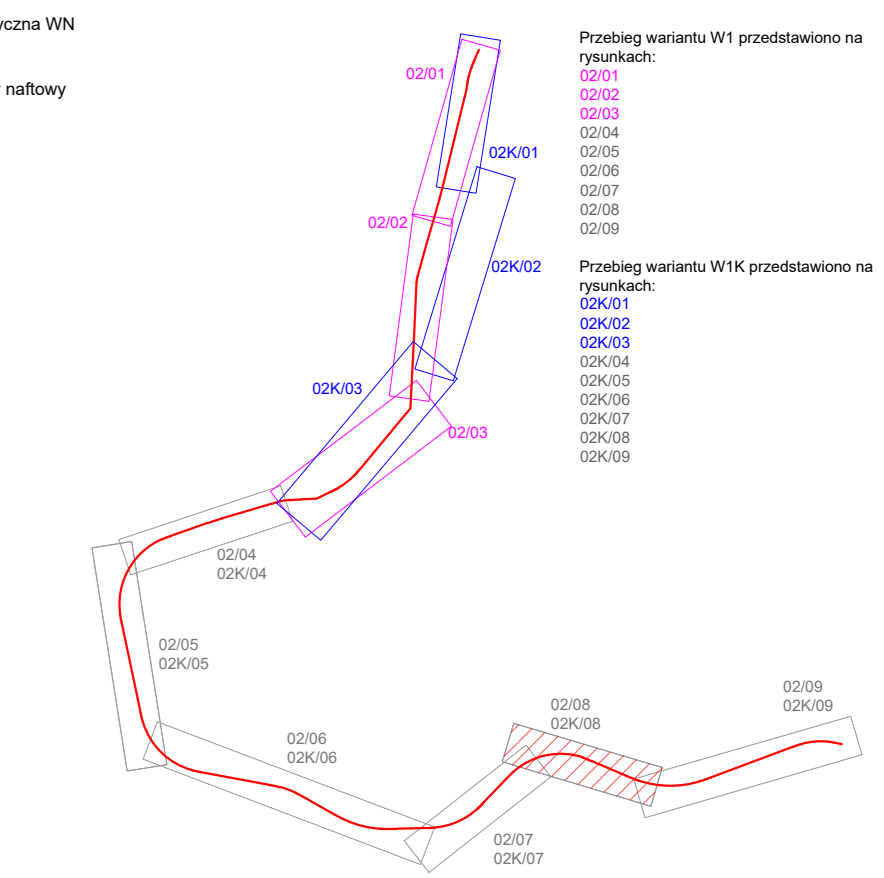 yczna WN
naftowy
Przebieg wariantu W1 przedstawiono na
rysunkach:
02/01
02/02
02/03
02/04
02/05
02/06
02/07
02/08
02/09
Przebieg wariantu W1K przedstawiono na
rysunkach:
02K/01
02K/02
02K/03
02K/04
02K/05
02K/06
02K/07
02K/08
02K/09
02/01
02K/01
02/02
02K/02
02K/03
02/03
02/04
02K/04
02/05
02K/05
02/06
02K/06
02/07
02K/07
02/08
02K/08
02/09
02K/09